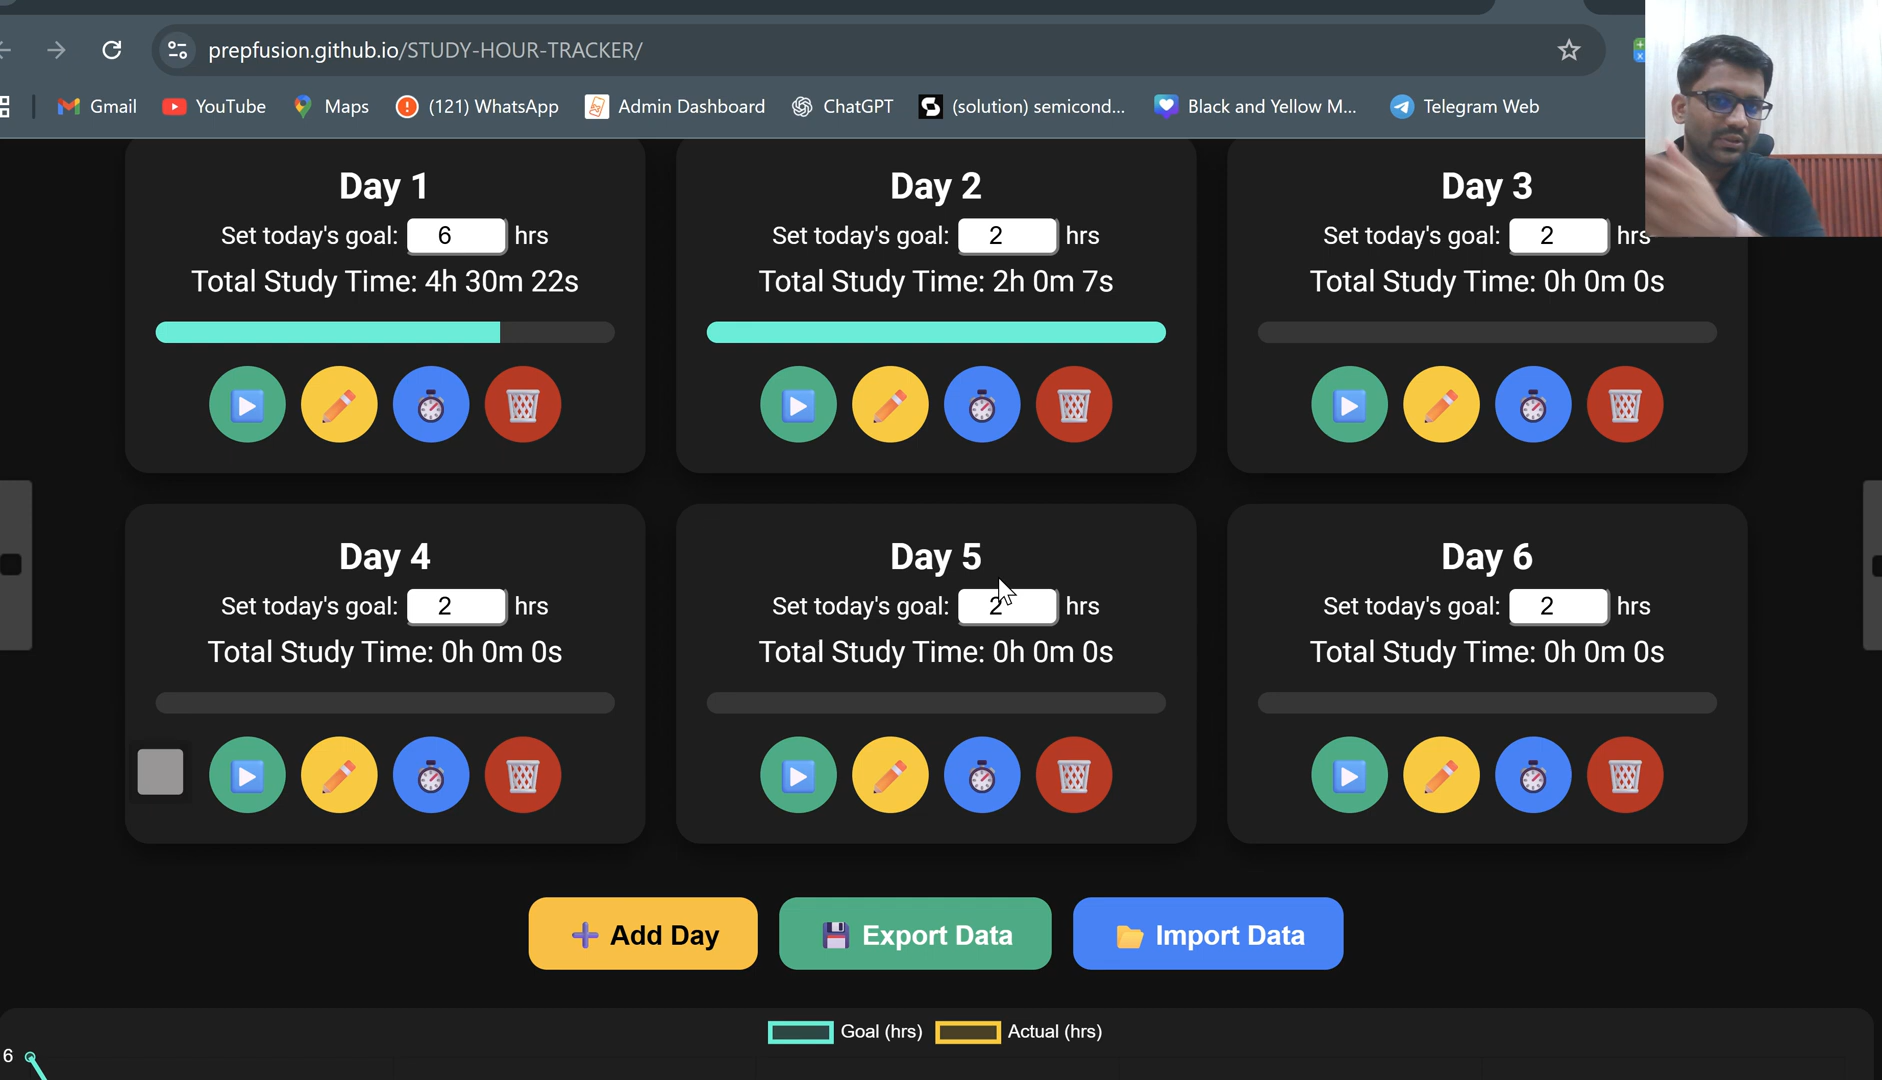 prepfusion.github.io/STUDY-HOUR-TRACKER/
Gmail YouTube Maps (121) WhatsApp Admin Dashboard ChatGPT (solution) semicond... Black and Yellow M... Telegram Web
Day 1
Set today's goal: 6 hrs
Total Study Time: 4h 30m 22s
Day 2
Set today's goal: 2 hrs
Total Study Time: 2h 0m 7s
Day 3
Set today's goal: 2 hrs
Total Study Time: 0h 0m 0s
Day 4
Set today's goal: 2 hrs
Total Study Time: 0h 0m 0s
Day 5
Set today's goal: 2 hrs
Total Study Time: 0h 0m 0s
Day 6
Set today's goal: 2 hrs
Total Study Time: 0h 0m 0s
Add Day
Export Data
Import Data
Goal (hrs) Actual (hrs)
6